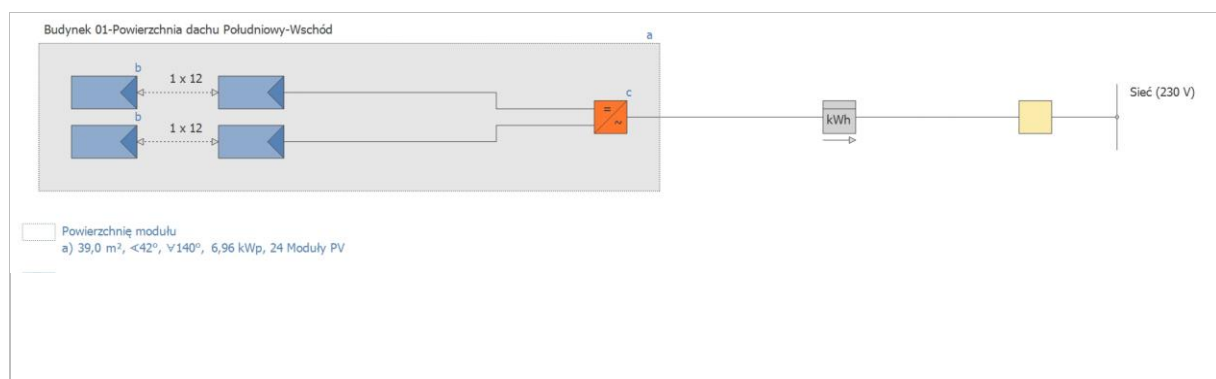 Budynek 01-Powierzchnia dachu Południowy-Wschód
a
b
1 x 12
c
b
1 x 12
=
~
kWh
Sieć (230 V)
Powierzchnię modułu
a) 39,0 m², ∢42°, ∀140°, 6,96 kWp, 24 Moduły PV